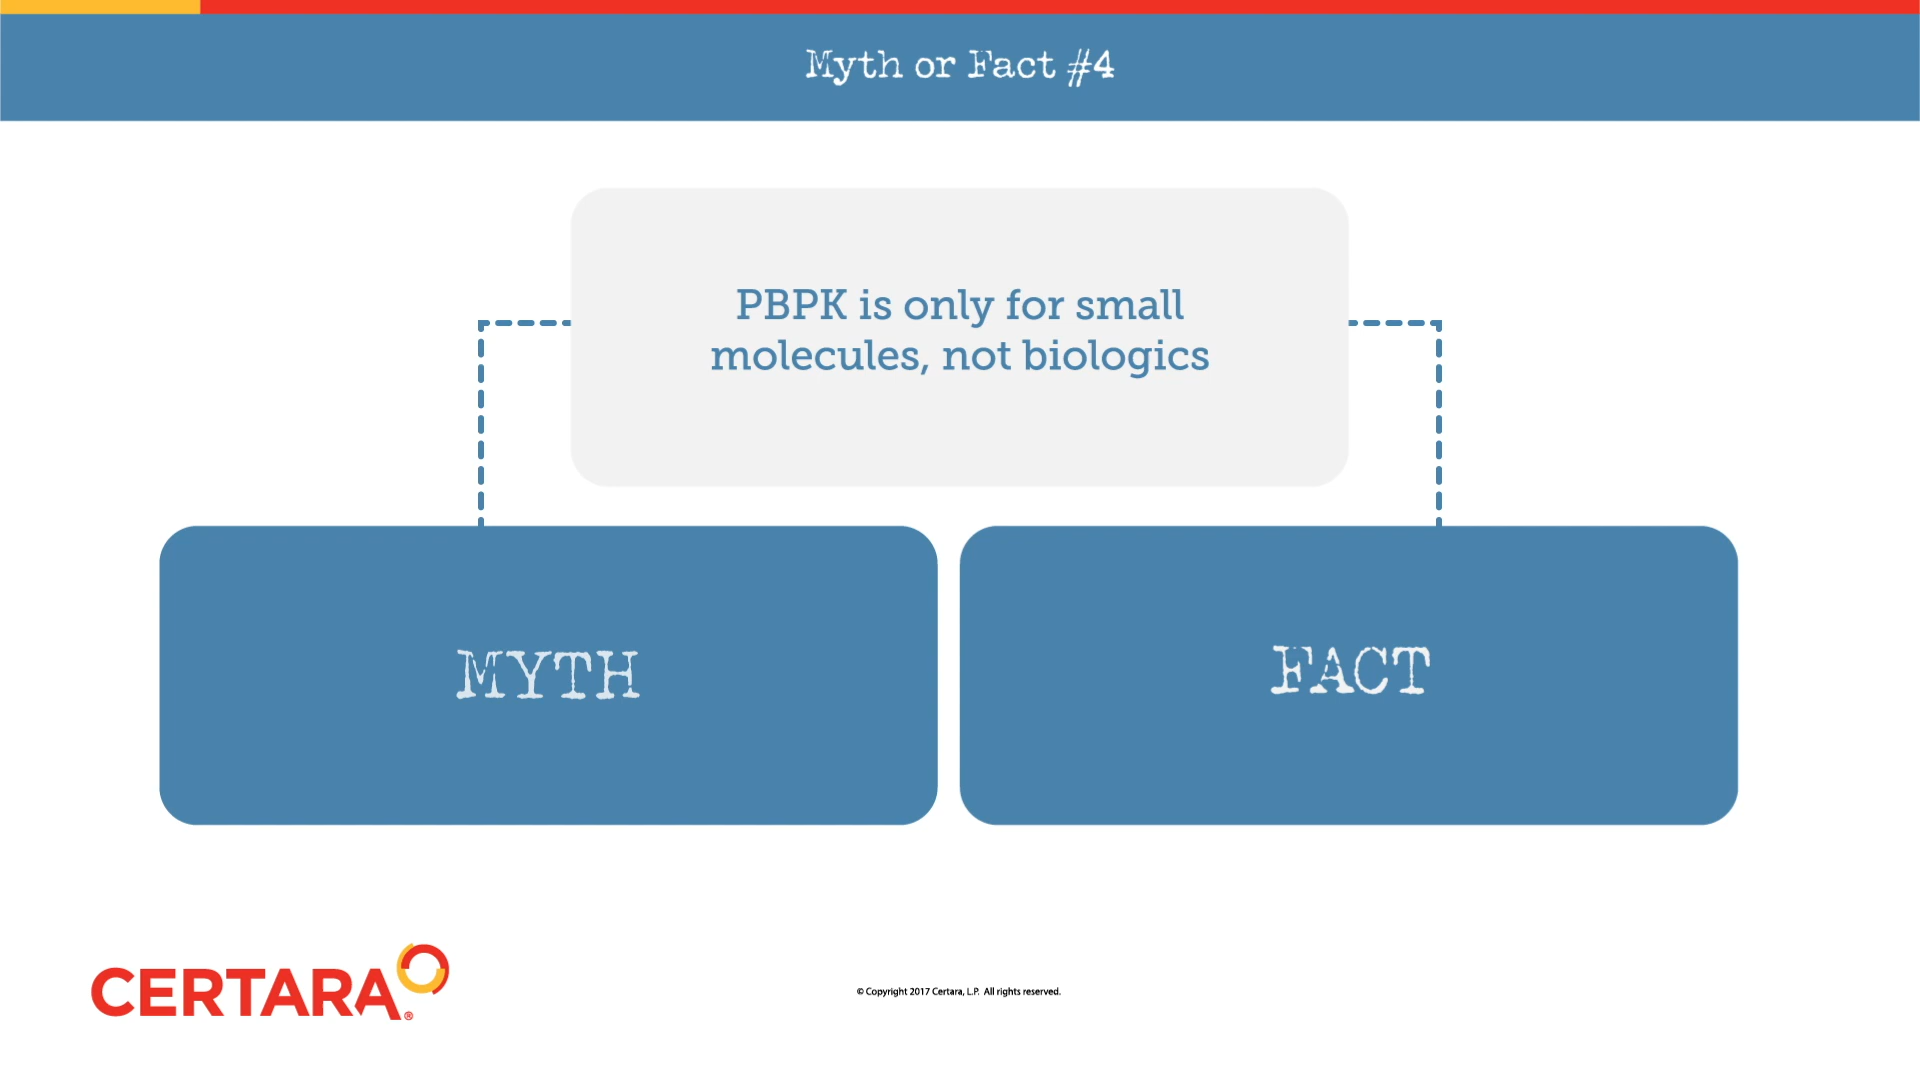 Myth or Fact #4
PBPK is only for small
molecules, not biologics
MYTH
FACT
CERTARA®
© Copyright 2017 Certara, L.P. All rights reserved.